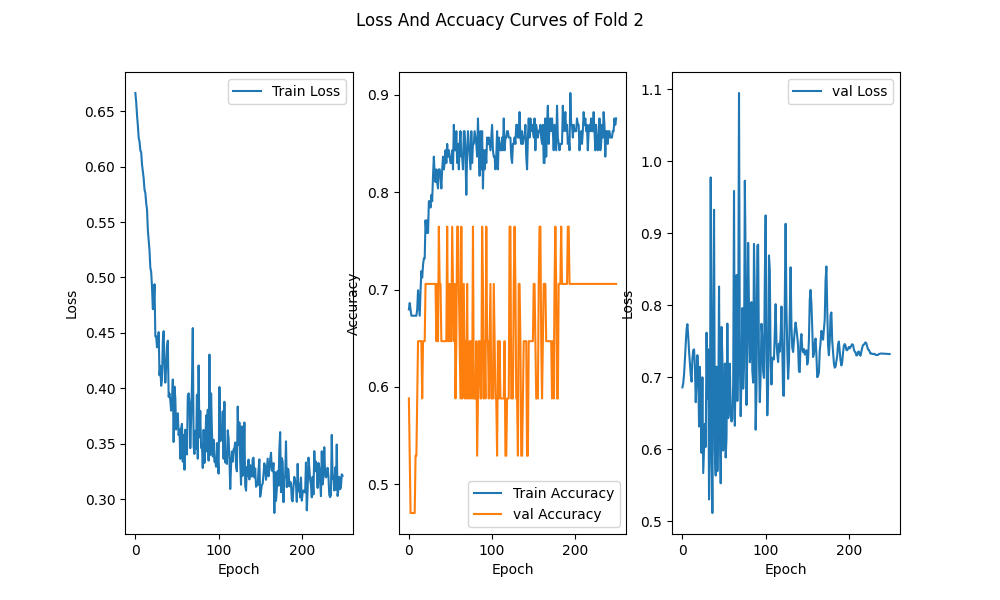 Loss And Accuacy Curves of Fold 2
Train Loss
0.65
0.60
0.55
0.50
0.45
0.40
0.35
0.30
Loss
0
100
200
Epoch
0.9
0.8
0.7
0.6
0.5
Accuracy
Train Accuracy
val Accuracy
0
100
200
Epoch
val Loss
1.1
1.0
0.9
0.8
0.7
0.6
0.5
Loss
0
100
200
Epoch